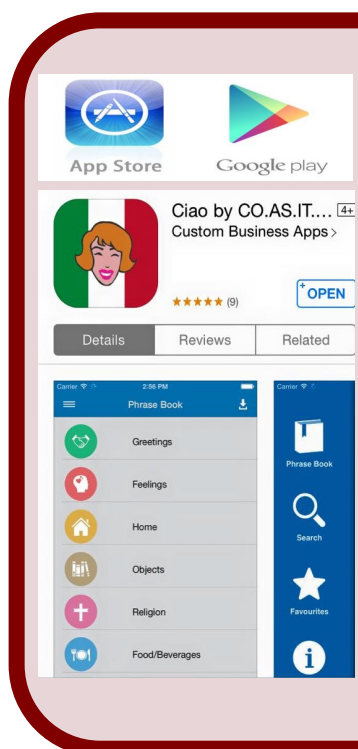 App Store
Google play
Ciao by CO.AS.IT.... 4+
Custom Business Apps >
★★★★★ (9)
+ OPEN
Details Reviews Related
Carrier 2:56 PM
Phrase Book
Greetings
Feelings
Home
Objects
Religion
Food/Beverages
Carrier
Phrase Book
Search
Favourites